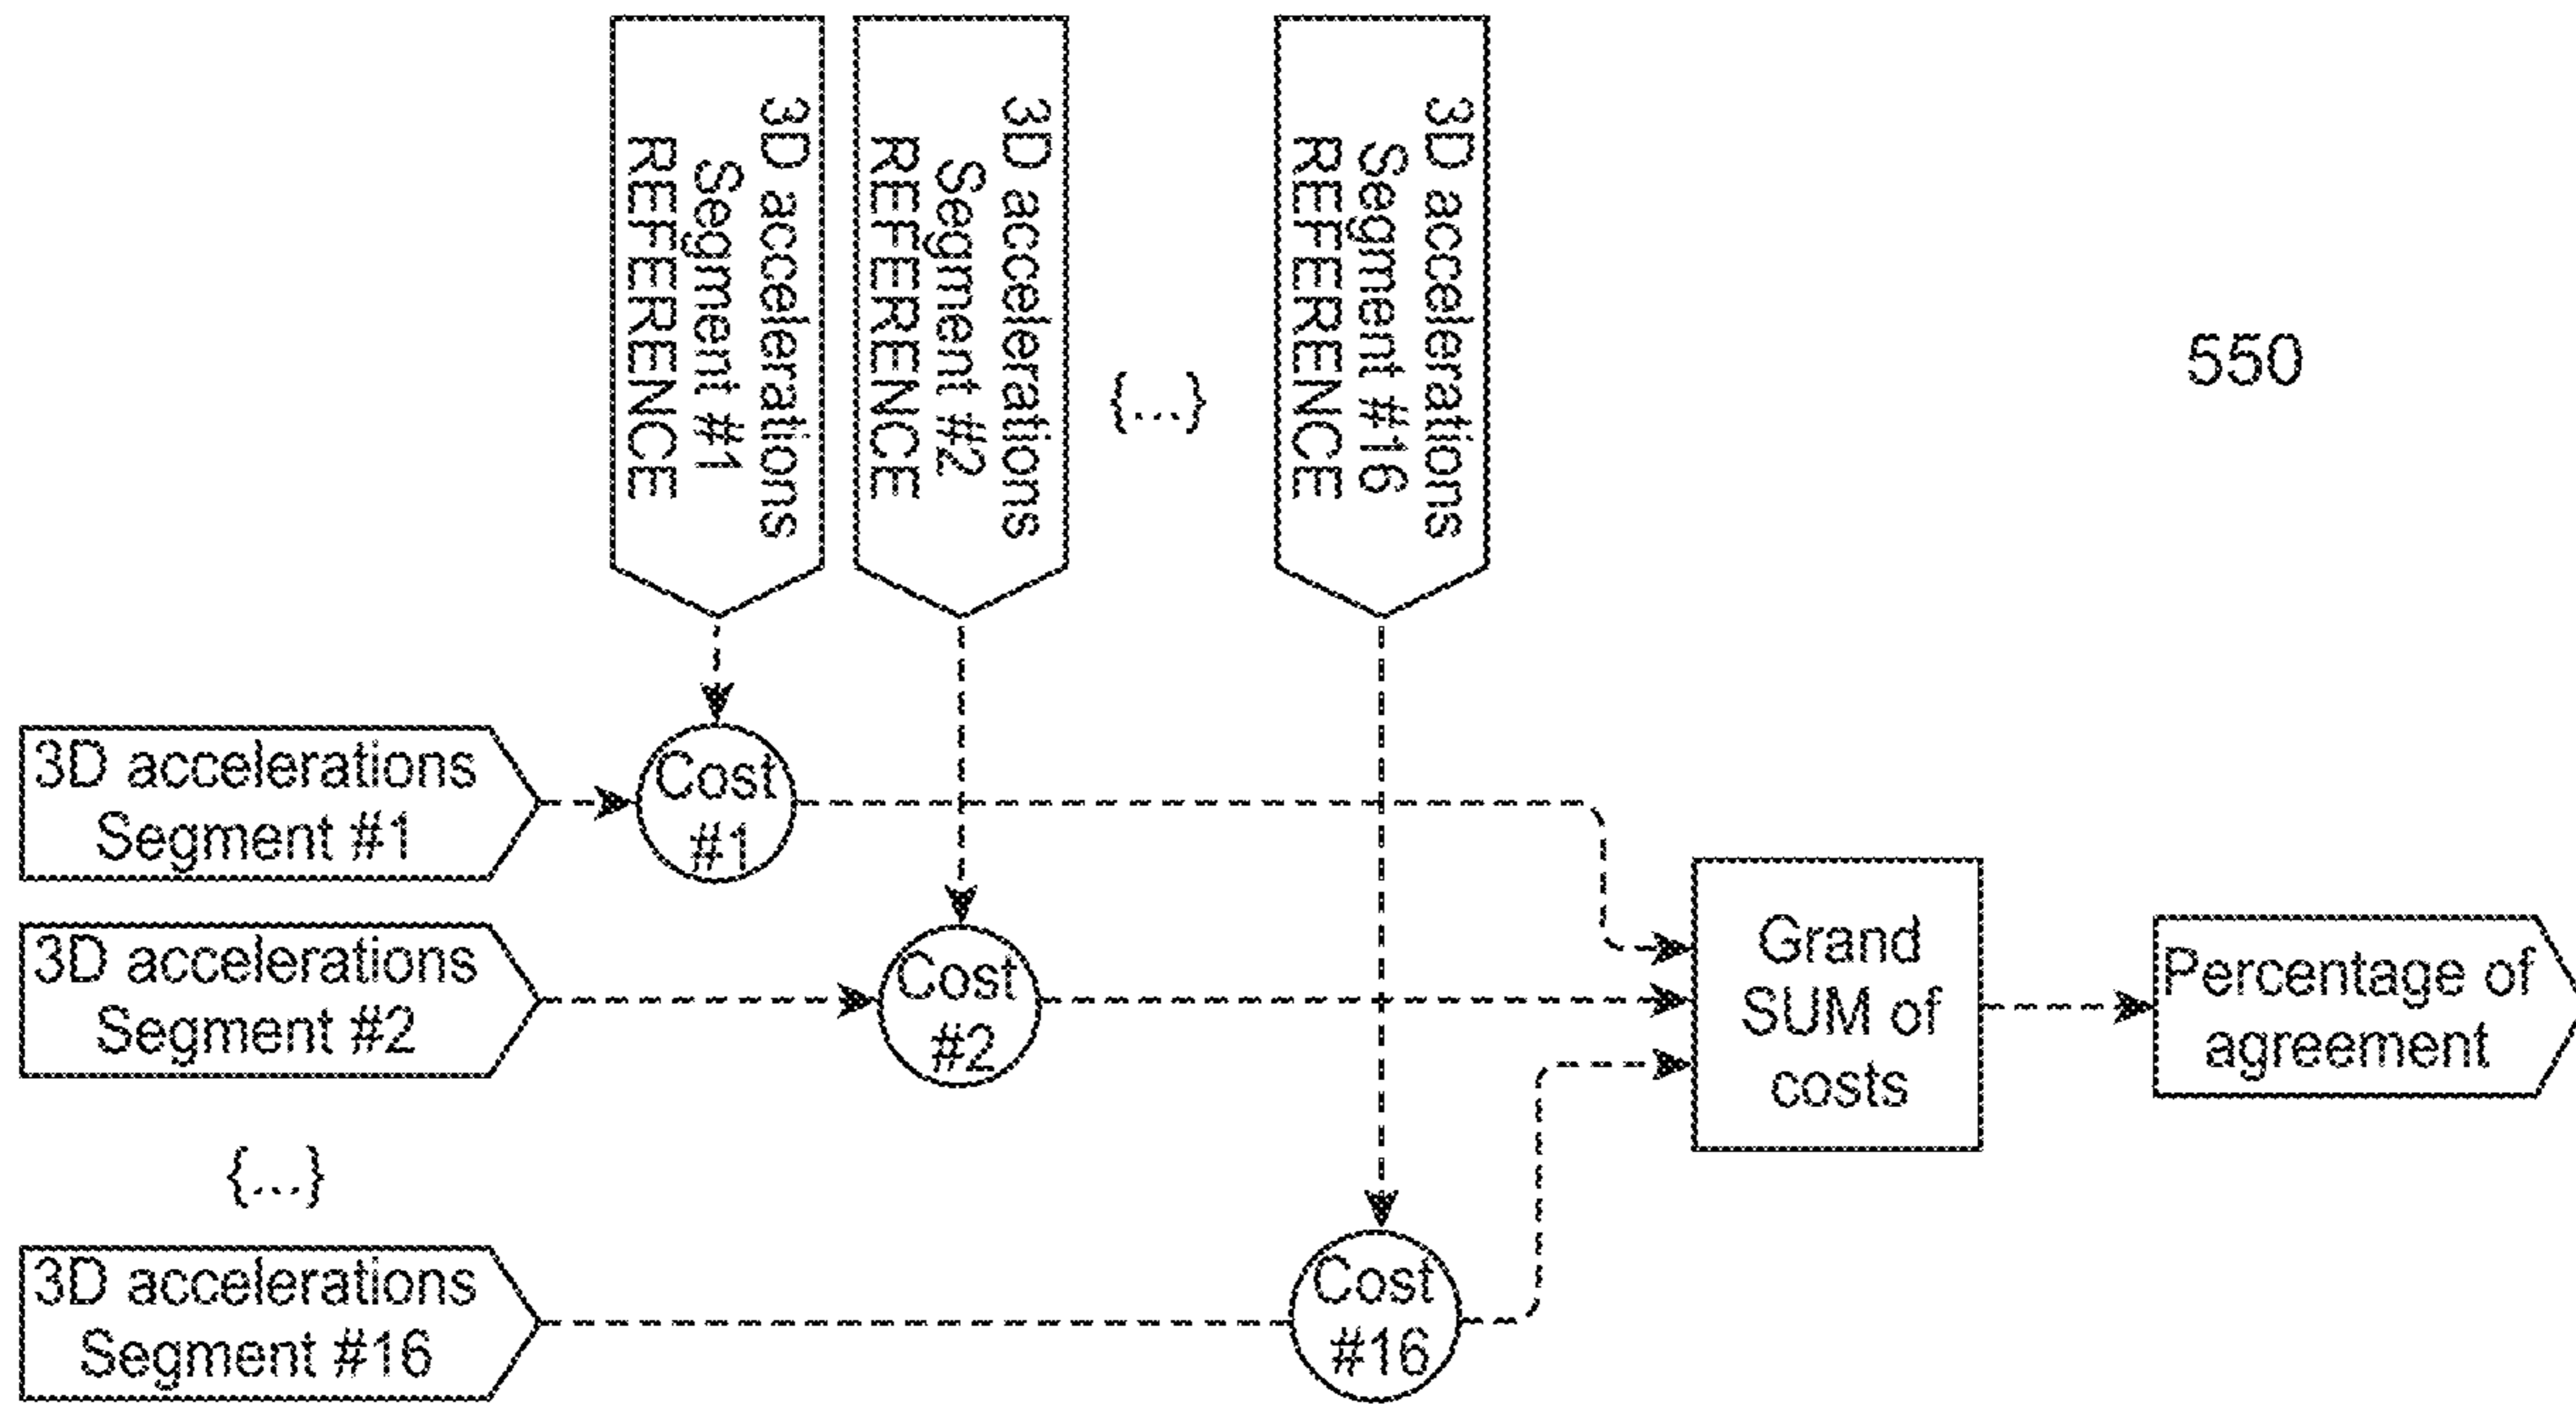 3D accelerations
Segment #1
REFERENCE
3D accelerations
Segment #2
REFERENCE
{...}
3D accelerations
Segment #16
REFERENCE
550
3D accelerations
Segment #1
Cost
#1
3D accelerations
Segment #2
Cost
#2
Grand
SUM of
costs
Percentage of
agreement
{...}
3D accelerations
Segment #16
Cost
#16